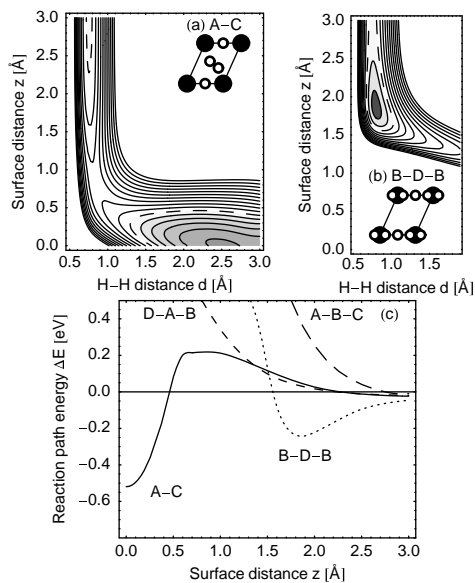 (a) A−C
3.0
2.5
2.0
1.5
1.0
0.5
0.0
Surface distance z [Å]
0.5 1.0 1.5 2.0 2.5 3.0
H−H distance d [Å]
(b) B−D−B
3.0
2.5
2.0
1.5
1.0
0.5
0.0
Surface distance z [Å]
0.5 1.0 1.5
H−H distance d [Å]
(c)
D−A−B
A−B−C
B−D−B
A−C
0.4
0.2
0.0
−0.2
−0.4
−0.6
Reaction path energy ΔE [eV]
0.0 0.5 1.0 1.5 2.0 2.5 3.0
Surface distance z [Å]